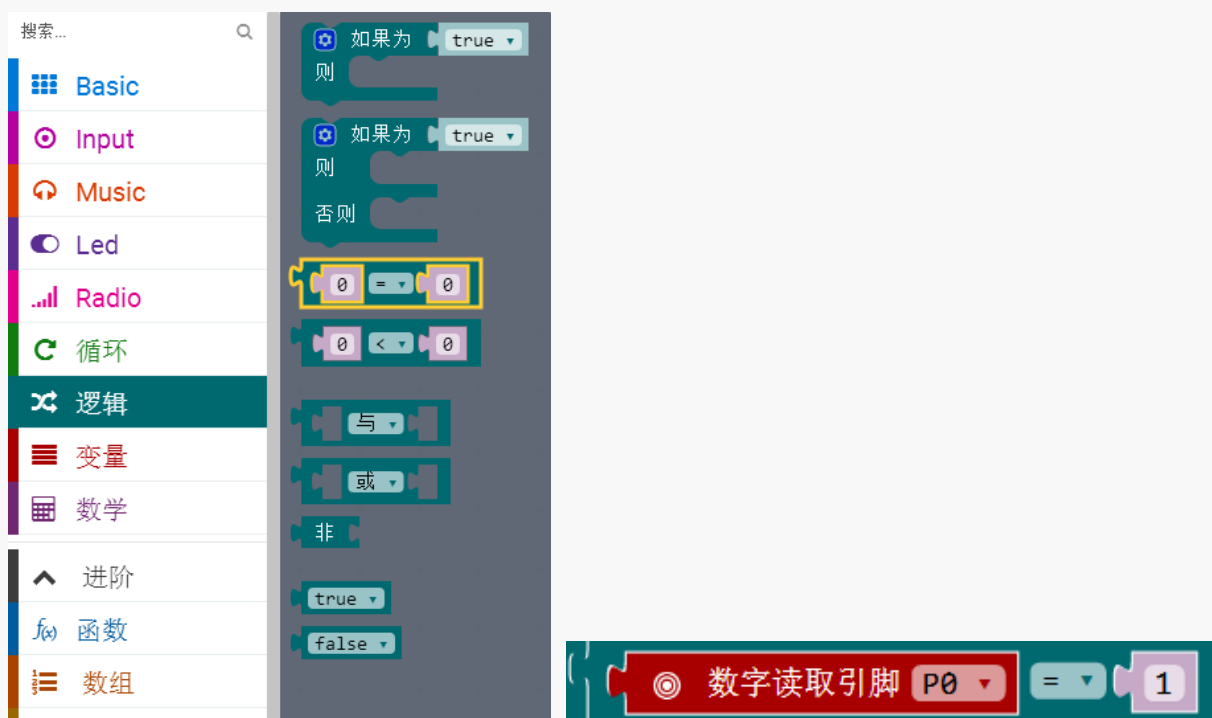 搜索...
Basic
Input
Music
Led
Radio
循环
逻辑
变量
数学
进阶
f(x) 函数
数组
如果为 true
则
如果为 true
则
否则
0 = 0
0 < 0
与
或
非
true
false
数字读取引脚 P0 = 1